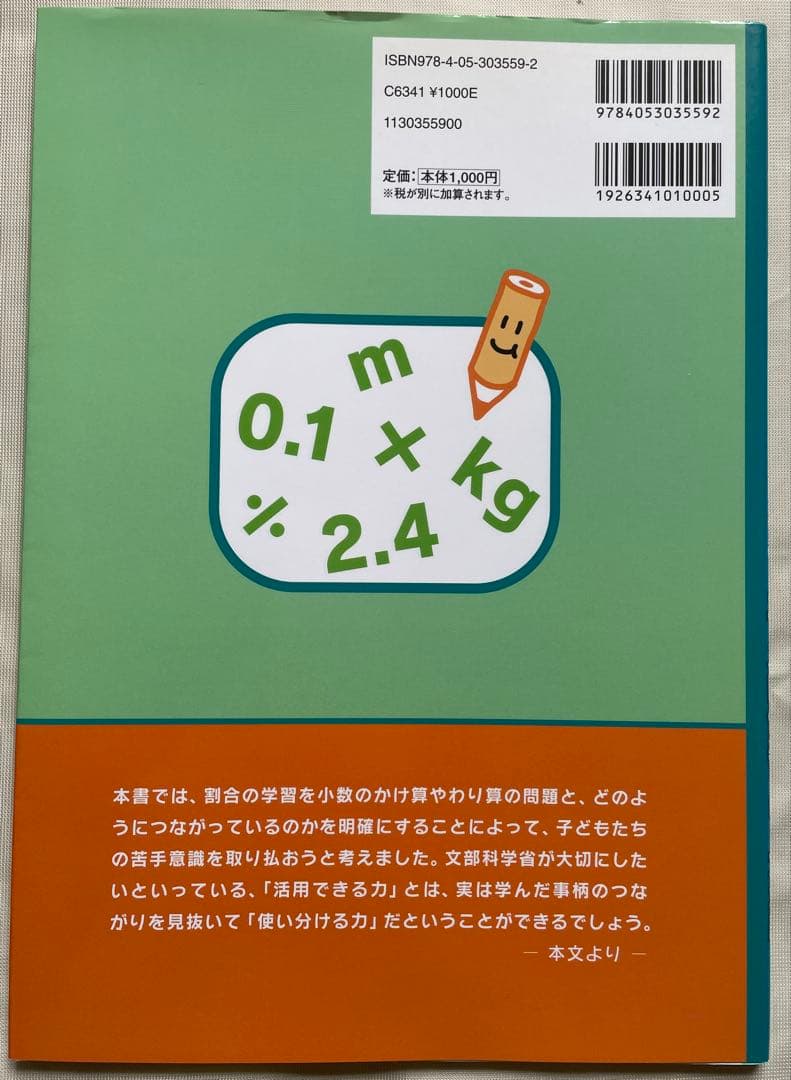 ISBN978-4-05-303559-2
C6341 ¥1000E
1130355900
9784053035592
定価：本体1,000円
※税が別に加算されます。
1926341010005
m
0.1 × kg
÷ 2.4
本書では、割合の学習を小数のかけ算やわり算の問題と、どのよ
うにつながっているのかを明確にすることによって、子どもたち
の苦手意識を取り払おうと考えました。文部科学省が大切にした
いといっている、「活用できる力」とは、実は学んだ事柄のつな
がりを見抜いて「使い分ける力」だということができるでしょう。
― 本文より ―